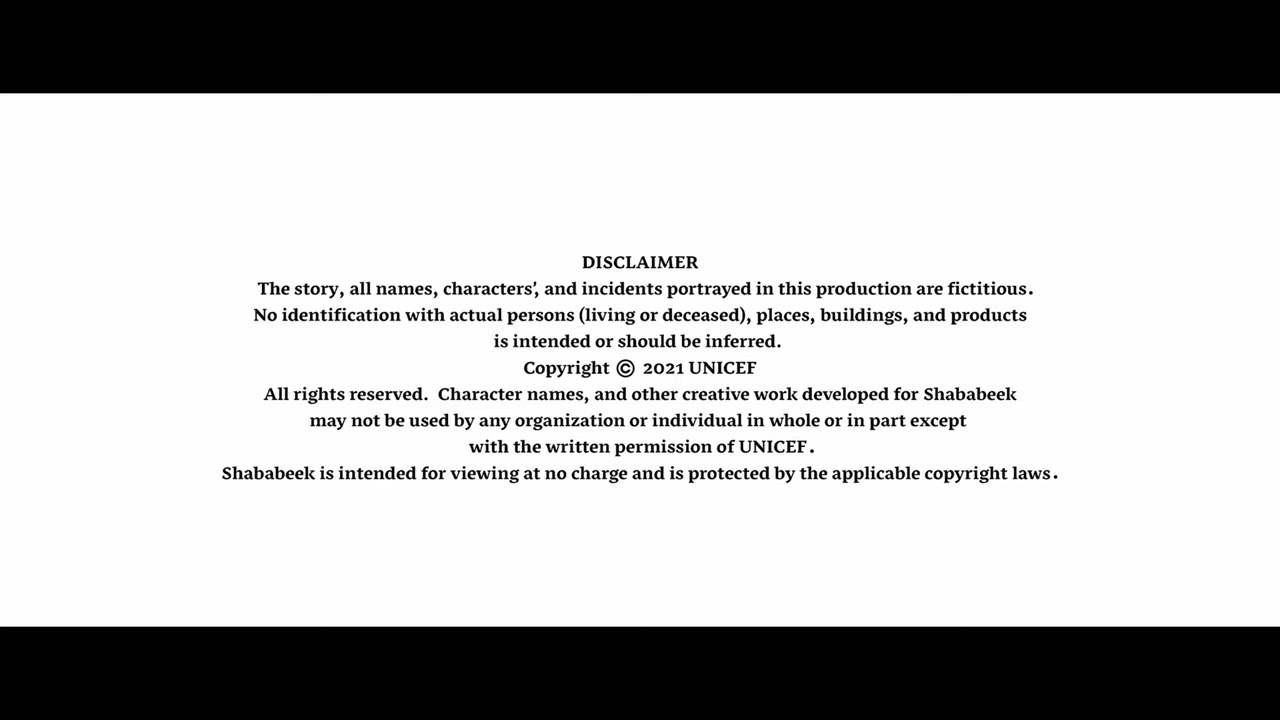 DISCLAIMER
The story, all names, characters’, and incidents portrayed in this production are fictitious.
No identification with actual persons (living or deceased), places, buildings, and products
is intended or should be inferred.
Copyright © 2021 UNICEF
All rights reserved.  Character names, and other creative work developed for Shababeek
may not be used by any organization or individual in whole or in part except
with the written permission of UNICEF.
Shababeek is intended for viewing at no charge and is protected by the applicable copyright laws.